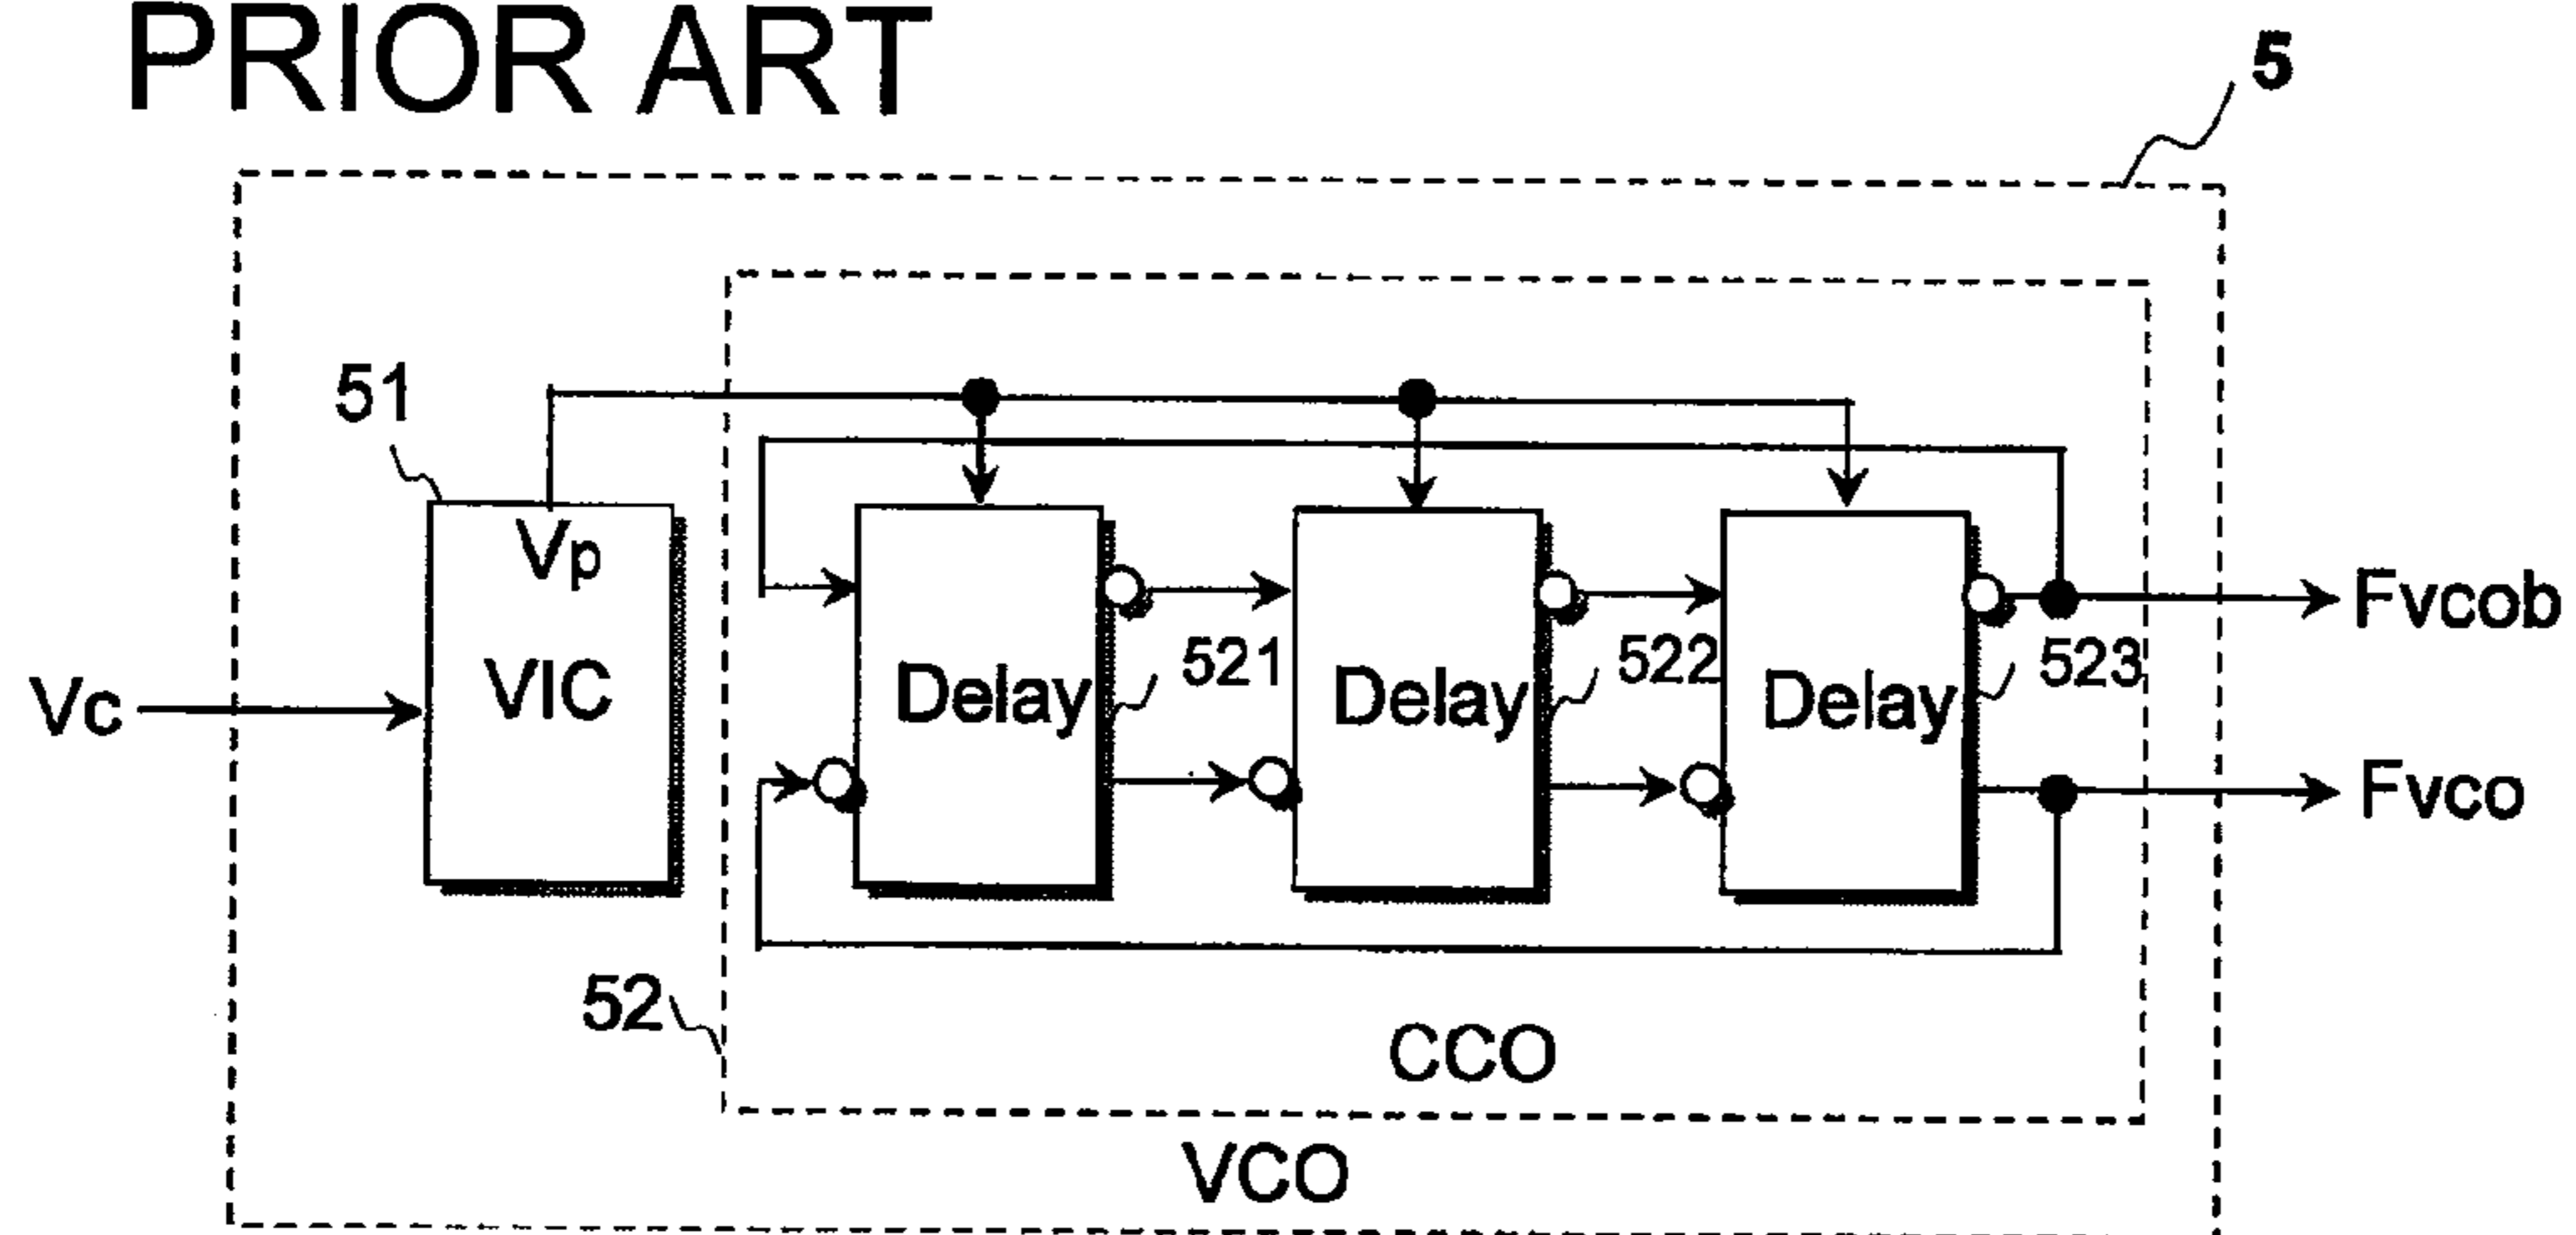 PRIOR ART
5
51
Vp
VIC
Vc
Delay
521
Delay
522
Delay
523
Fvcob
Fvco
52
CCO
VCO